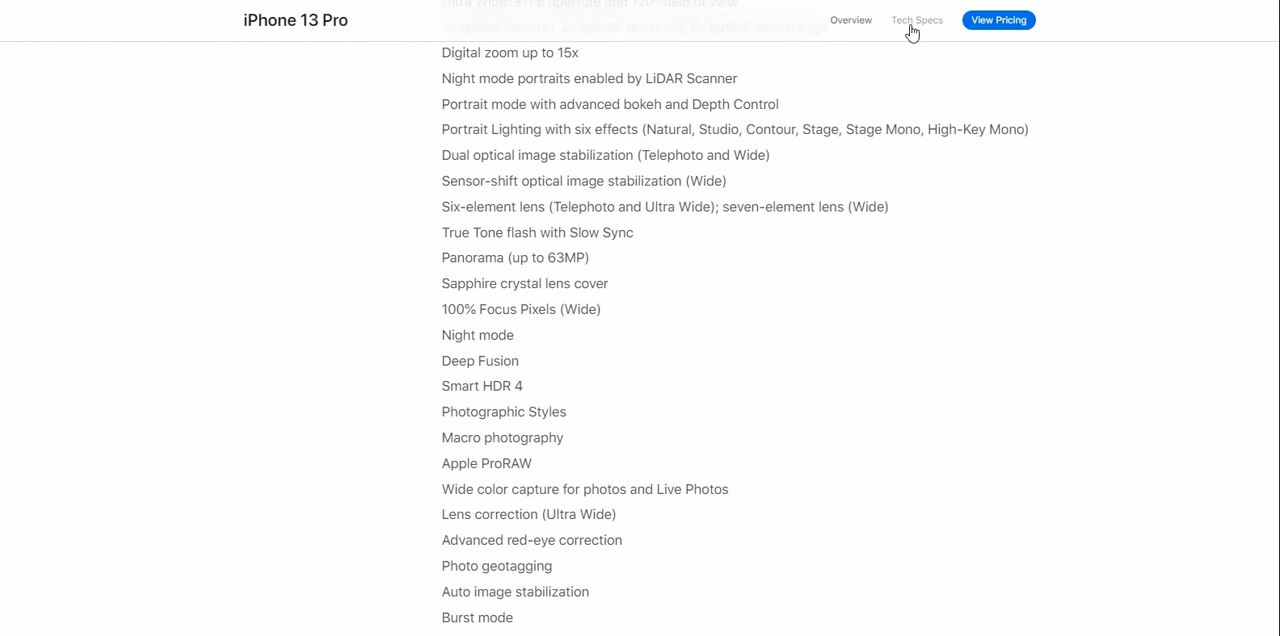 iPhone 13 Pro
Overview
Tech Specs
View Pricing
Digital zoom up to 15x
Night mode portraits enabled by LiDAR Scanner
Portrait mode with advanced bokeh and Depth Control
Portrait Lighting with six effects (Natural, Studio, Contour, Stage, Stage Mono, High-Key Mono)
Dual optical image stabilization (Telephoto and Wide)
Sensor-shift optical image stabilization (Wide)
Six-element lens (Telephoto and Ultra Wide); seven-element lens (Wide)
True Tone flash with Slow Sync
Panorama (up to 63MP)
Sapphire crystal lens cover
100% Focus Pixels (Wide)
Night mode
Deep Fusion
Smart HDR 4
Photographic Styles
Macro photography
Apple ProRAW
Wide color capture for photos and Live Photos
Lens correction (Ultra Wide)
Advanced red-eye correction
Photo geotagging
Auto image stabilization
Burst mode